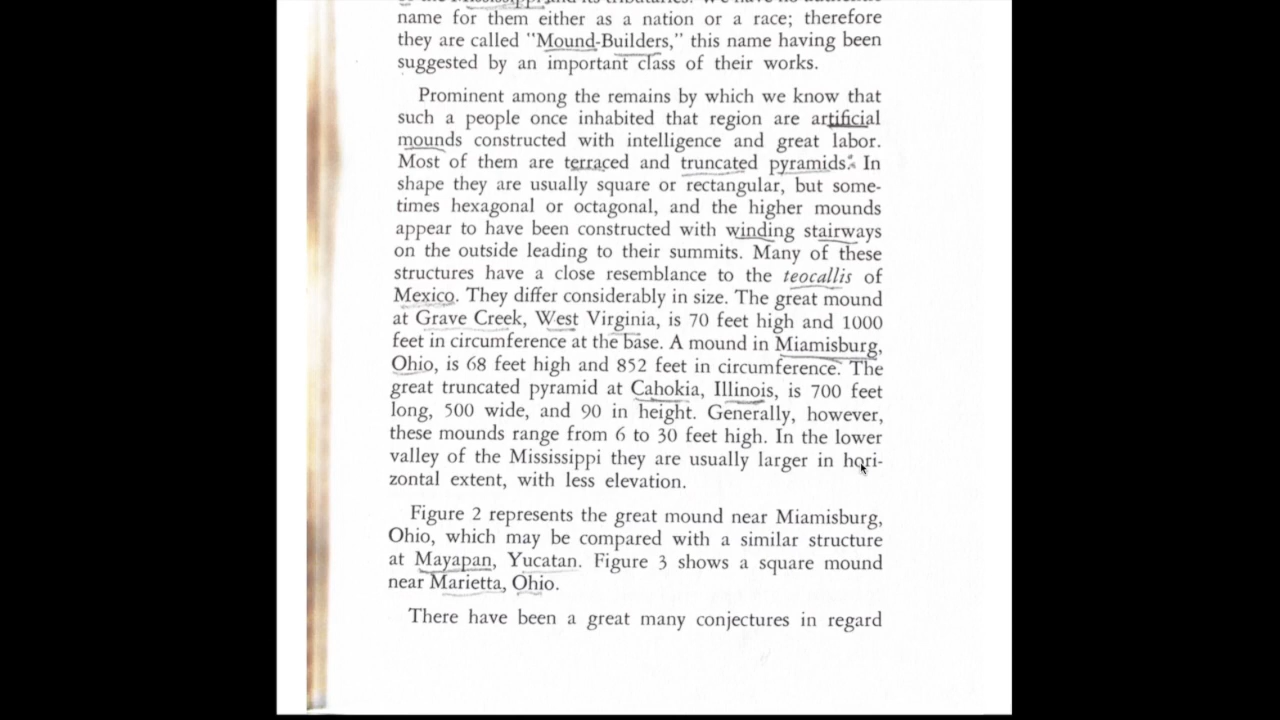 the Mississippi and its tributaries. We have no authentic
name for them either as a nation or a race; therefore
they are called "Mound-Builders," this name having been
suggested by an important class of their works.
Prominent among the remains by which we know that
such a people once inhabited that region are artificial
mounds constructed with intelligence and great labor.
Most of them are terraced and truncated pyramids. In
shape they are usually square or rectangular, but some-
times hexagonal or octagonal, and the higher mounds
appear to have been constructed with winding stairways
on the outside leading to their summits. Many of these
structures have a close resemblance to the teocallis of
Mexico. They differ considerably in size. The great mound
at Grave Creek, West Virginia, is 70 feet high and 1000
feet in circumference at the base. A mound in Miamisburg,
Ohio, is 68 feet high and 852 feet in circumference. The
great truncated pyramid at Cahokia, Illinois, is 700 feet
long, 500 wide, and 90 in height. Generally, however,
these mounds range from 6 to 30 feet high. In the lower
valley of the Mississippi they are usually larger in hori-
zontal extent, with less elevation.
Figure 2 represents the great mound near Miamisburg,
Ohio, which may be compared with a similar structure
at Mayapan, Yucatan. Figure 3 shows a square mound
near Marietta, Ohio.
There have been a great many conjectures in regard